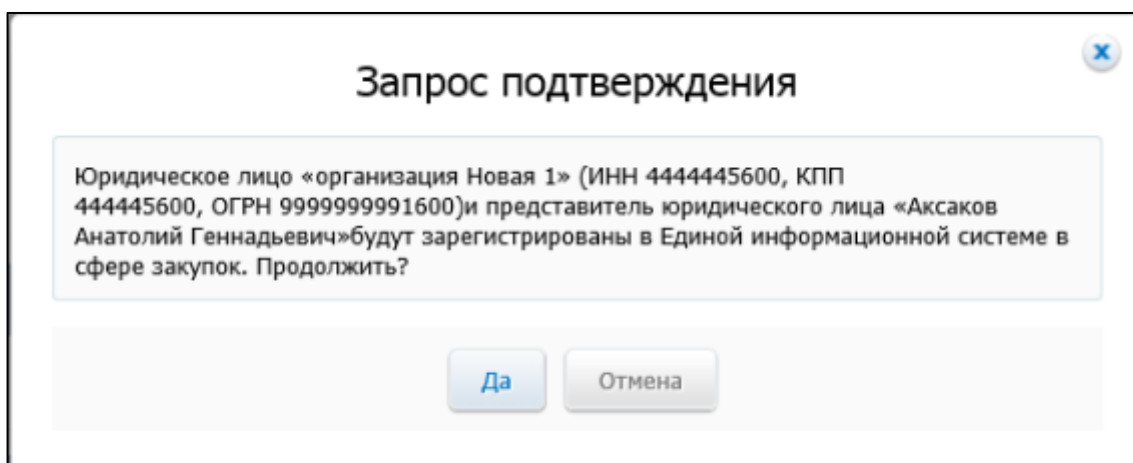 Запрос подтверждения
Юридическое лицо «организация Новая 1» (ИНН 4444445600, КПП
444445600, ОГРН 9999999991600)и представитель юридического лица «Аксаков
Анатолий Геннадьевич»будут зарегистрированы в Единой информационной системе в
сфере закупок. Продолжить?
Да
Отмена